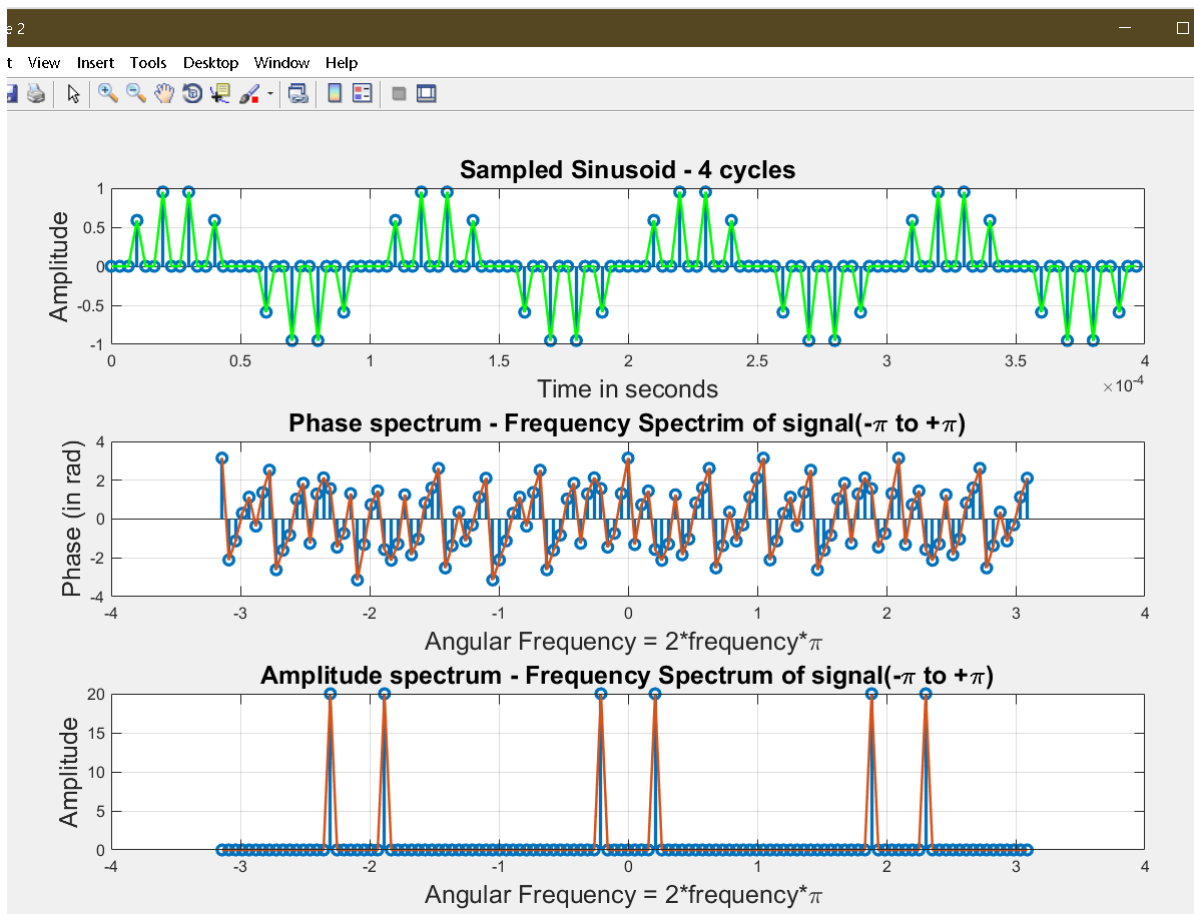 e 2
t View Insert Tools Desktop Window Help
Sampled Sinusoid - 4 cycles
Amplitude
1
0.5
0
-0.5
-1
0 0.5 1 1.5 2 2.5 3 3.5 4
×10-4
Time in seconds
Phase spectrum - Frequency Spectrim of signal(-π to +π)
Phase (in rad)
4
2
0
-2
-4
-4 -3 -2 -1 0 1 2 3 4
Angular Frequency = 2*frequency*π
Amplitude spectrum - Frequency Spectrum of signal(-π to +π)
Amplitude
20
15
10
5
0
-4 -3 -2 -1 0 1 2 3 4
Angular Frequency = 2*frequency*π